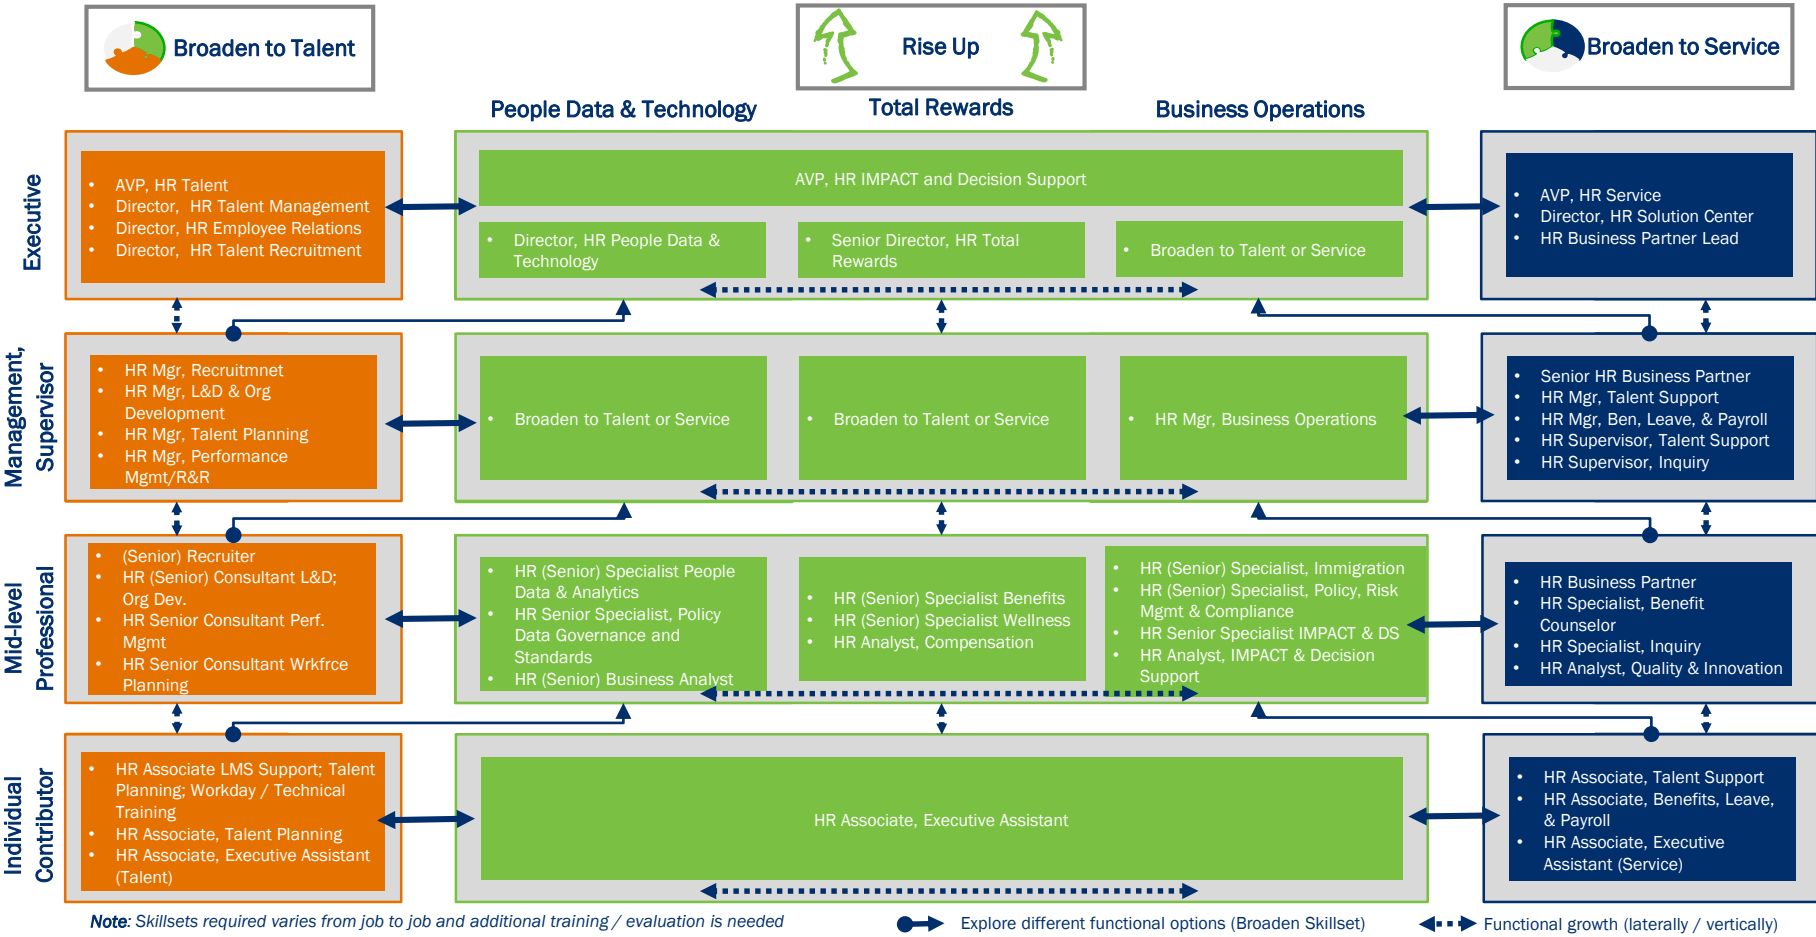 Broaden to Talent
Rise Up
Broaden to Service
People Data & Technology
Total Rewards
Business Operations
Executive
• AVP, HR Talent
• Director, HR Talent Management
• Director, HR Employee Relations
• Director, HR Talent Recruitment
AVP, HR IMPACT and Decision Support
• Director, HR People Data &
Technology
• Senior Director, HR Total
Rewards
• Broaden to Talent or Service
• AVP, HR Service
• Director, HR Solution Center
• HR Business Partner Lead
Management,
Supervisor
• HR Mgr, Recruitmnet
• HR Mgr, L&D & Org
Development
• HR Mgr, Talent Planning
• HR Mgr, Performance
Mgmt/R&R
• Broaden to Talent or Service
• Broaden to Talent or Service
• HR Mgr, Business Operations
• Senior HR Business Partner
• HR Mgr, Talent Support
• HR Mgr, Ben, Leave, & Payroll
• HR Supervisor, Talent Support
• HR Supervisor, Inquiry
Mid-level
Professional
• (Senior) Recruiter
• HR (Senior) Consultant L&D;
Org Dev.
• HR Senior Consultant Perf.
Mgmt
• HR Senior Consultant Wrkfrce
Planning
• HR (Senior) Specialist People
Data & Analytics
• HR Senior Specialist, Policy
Data Governance and
Standards
• HR (Senior) Business Analyst
• HR (Senior) Specialist Benefits
• HR (Senior) Specialist Wellness
• HR Analyst, Compensation
• HR (Senior) Specialist, Immigration
• HR (Senior) Specialist, Policy, Risk
Mgmt & Compliance
• HR Senior Specialist IMPACT & DS
• HR Analyst, IMPACT & Decision
Support
• HR Business Partner
• HR Specialist, Benefit
Counselor
• HR Specialist, Inquiry
• HR Analyst, Quality & Innovation
Individual
Contributor
• HR Associate LMS Support; Talent
Planning; Workday / Technical
Training
• HR Associate, Talent Planning
• HR Associate, Executive Assistant
(Talent)
HR Associate, Executive Assistant
• HR Associate, Talent Support
• HR Associate, Benefits, Leave,
& Payroll
• HR Associate, Executive
Assistant (Service)
Note: Skillsets required varies from job to job and additional training / evaluation is needed
Explore different functional options (Broaden Skillset)
Functional growth (laterally / vertically)